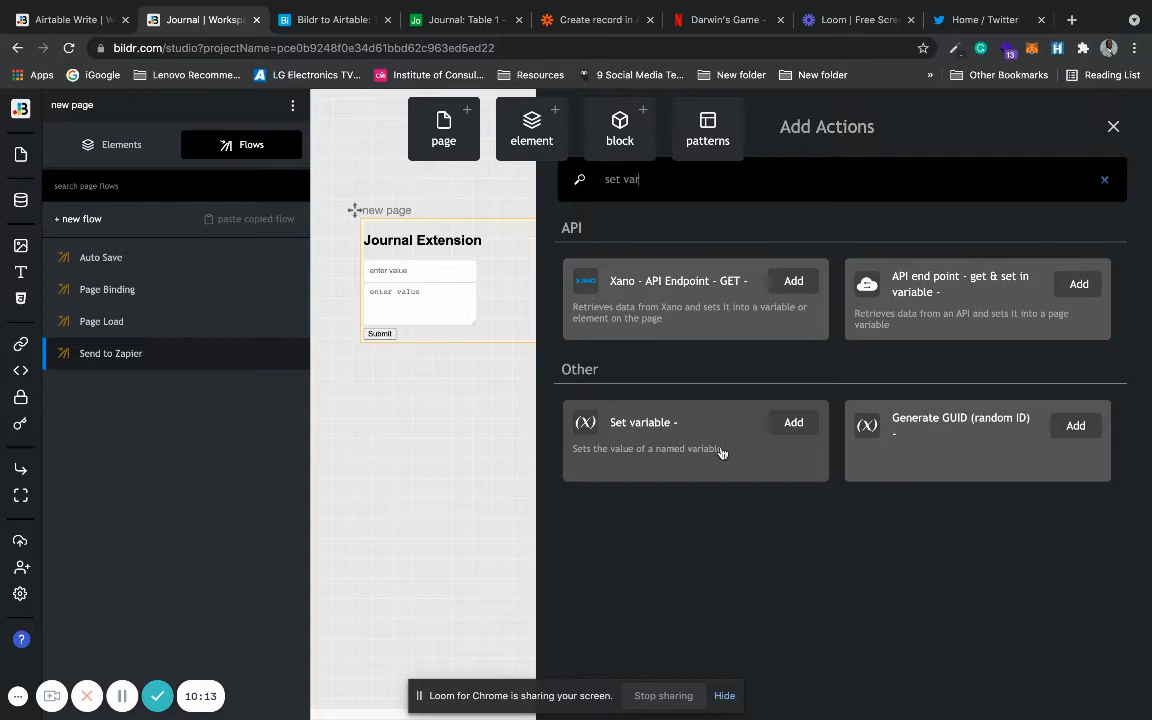 Airtable Write | W
Journal | Worksp
Bildr to Airtable: T
Journal: Table 1 -
Create record in A
Darwin's Game -
Loom | Free Scre
Home / Twitter
bildr.com/studio?projectName=pce0b9248f0e34d61bbd62c963ed5ed22
13
Apps
iGoogle
Lenovo Recomme...
LG Electronics TV...
Institute of Consul...
Resources
9 Social Media Te...
New folder
New folder
»
Other Bookmarks
Reading List
new page
Elements
Flows
search page flows
+ new flow
paste copied flow
Auto Save
Page Binding
Page Load
Send to Zapier
page
element
block
patterns
new page
Journal Extension
enter value
enter value
Submit
Add Actions
set var
API
Xano - API Endpoint - GET -
Add
Retrieves data from Xano and sets it into a variable or
element on the page
API end point - get & set in
variable -
Add
Retrieves data from an API and sets it into a page
variable
Other
Set variable -
Add
Sets the value of a named variable
Generate GUID (random ID)
-
Add
10:13
Loom for Chrome is sharing your screen.
Stop sharing
Hide